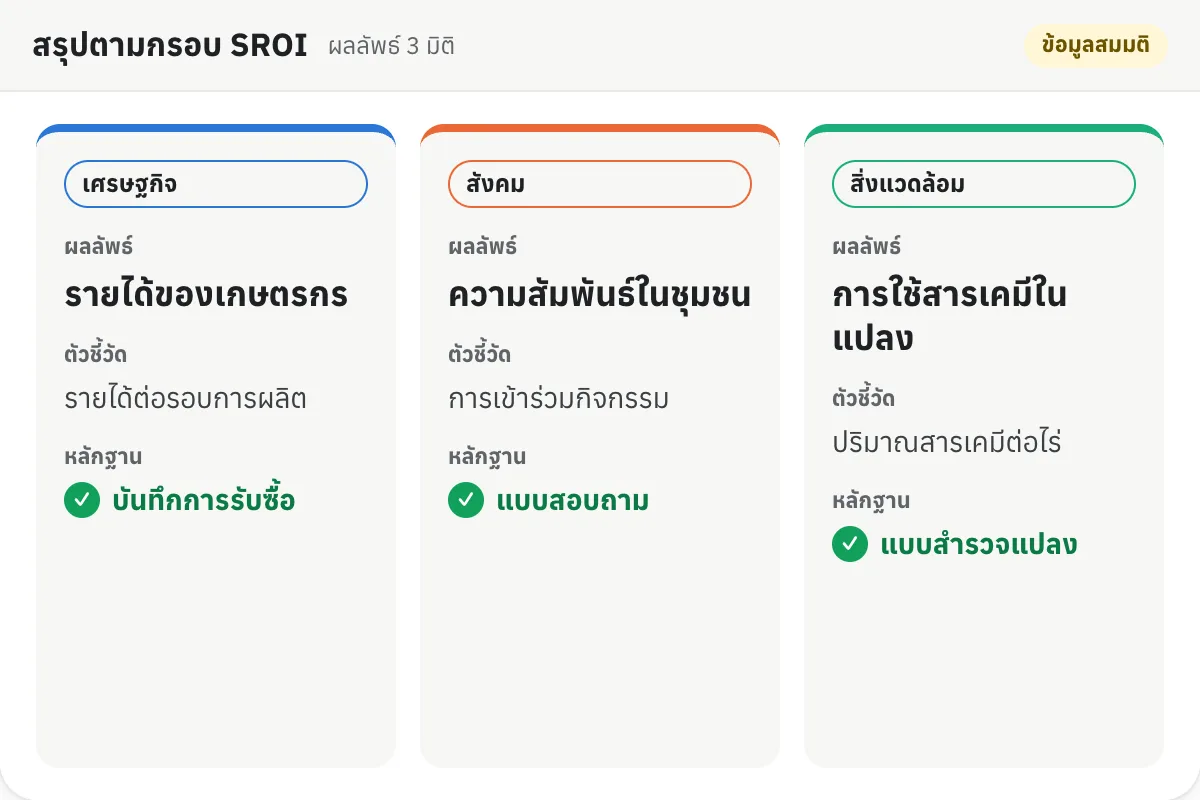 สรุปตามกรอบ SROI ผลลัพธ์ 3 มิติ
ข้อมูลสมมติ
เศรษฐกิจ
ผลลัพธ์
รายได้ของเกษตรกร
ตัวชี้วัด
รายได้ต่อรอบการผลิต
หลักฐาน
บันทึกการรับซื้อ
สังคม
ผลลัพธ์
ความสัมพันธ์ในชุมชน
ตัวชี้วัด
การเข้าร่วมกิจกรรม
หลักฐาน
แบบสอบถาม
สิ่งแวดล้อม
ผลลัพธ์
การใช้สารเคมีใน
แปลง
ตัวชี้วัด
ปริมาณสารเคมีต่อไร่
หลักฐาน
แบบสำรวจแปลง